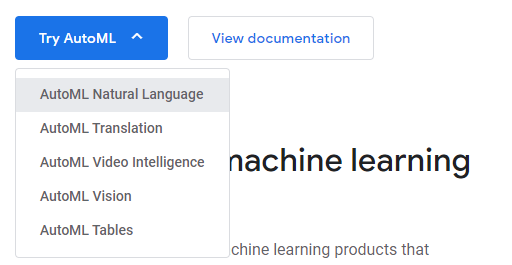 Try AutoML
View documentation
AutoML Natural Language
AutoML Translation
machine learning
AutoML Video Intelligence
AutoML Vision
AutoML Tables
learning products that